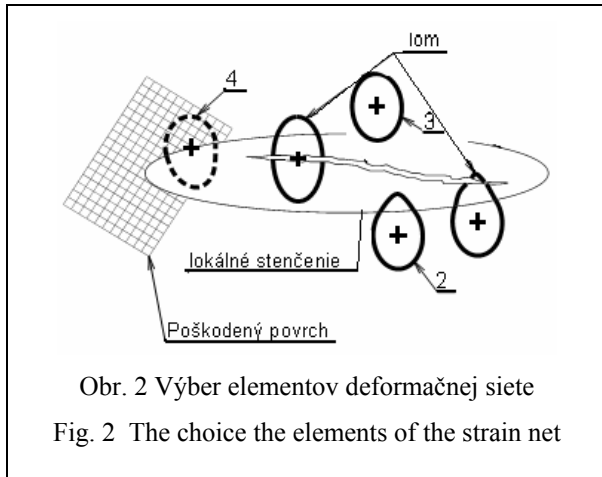 lom
4
3
lokálné stenčenie
2
Poškodený povrch
Obr. 2 Výber elementov deformačnej siete
Fig. 2 The choice the elements of the strain net